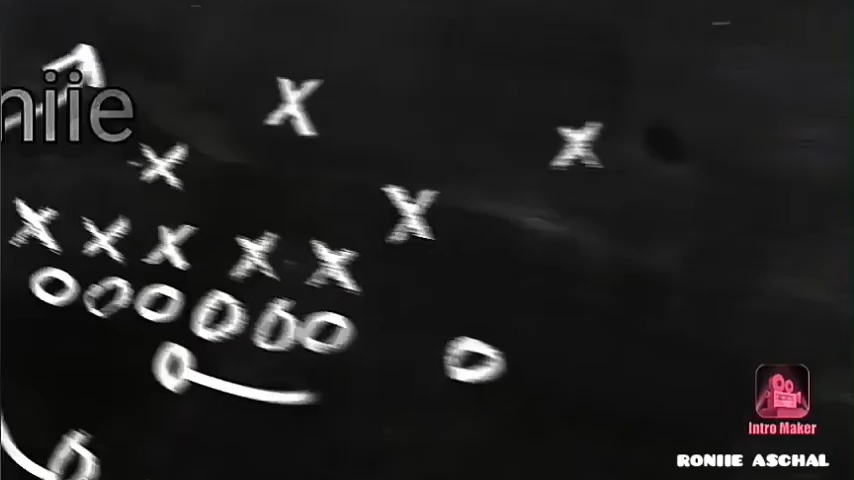 niie
X
X
X
X
X X X X X
O O O O O O
O
O
O
Intro Maker
RONIIE ASCHAL